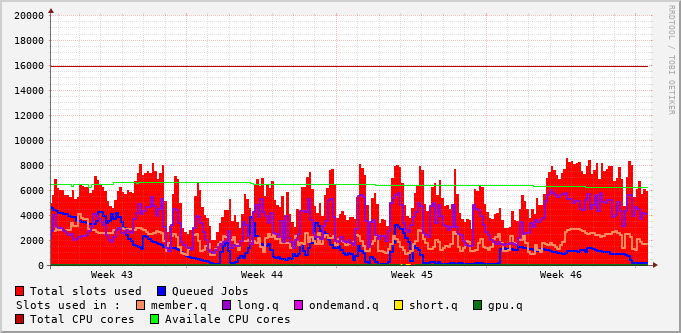 20000
18000
16000
14000
12000
10000
8000
6000
4000
2000
0
Week 43 Week 44 Week 45 Week 46
Total slots used Queued Jobs
Slots used in : member.q long.q ondemand.q short.q gpu.q
Total CPU cores Availale CPU cores
RRDTOOL / TOBI OETIKER